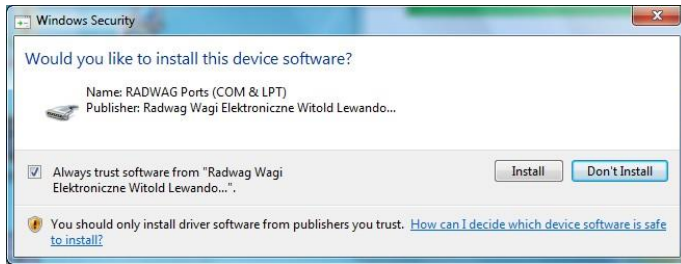 Windows Security
Would you like to install this device software?
Name: RADWAG Ports (COM & LPT)
Publisher: Radwag Wagi Elektroniczne Witold Lewando...
Always trust software from "Radwag Wagi
Elektroniczne Witold Lewando...".
Install
Don't Install
You should only install driver software from publishers you trust. How can I decide which device software is safe
to install?